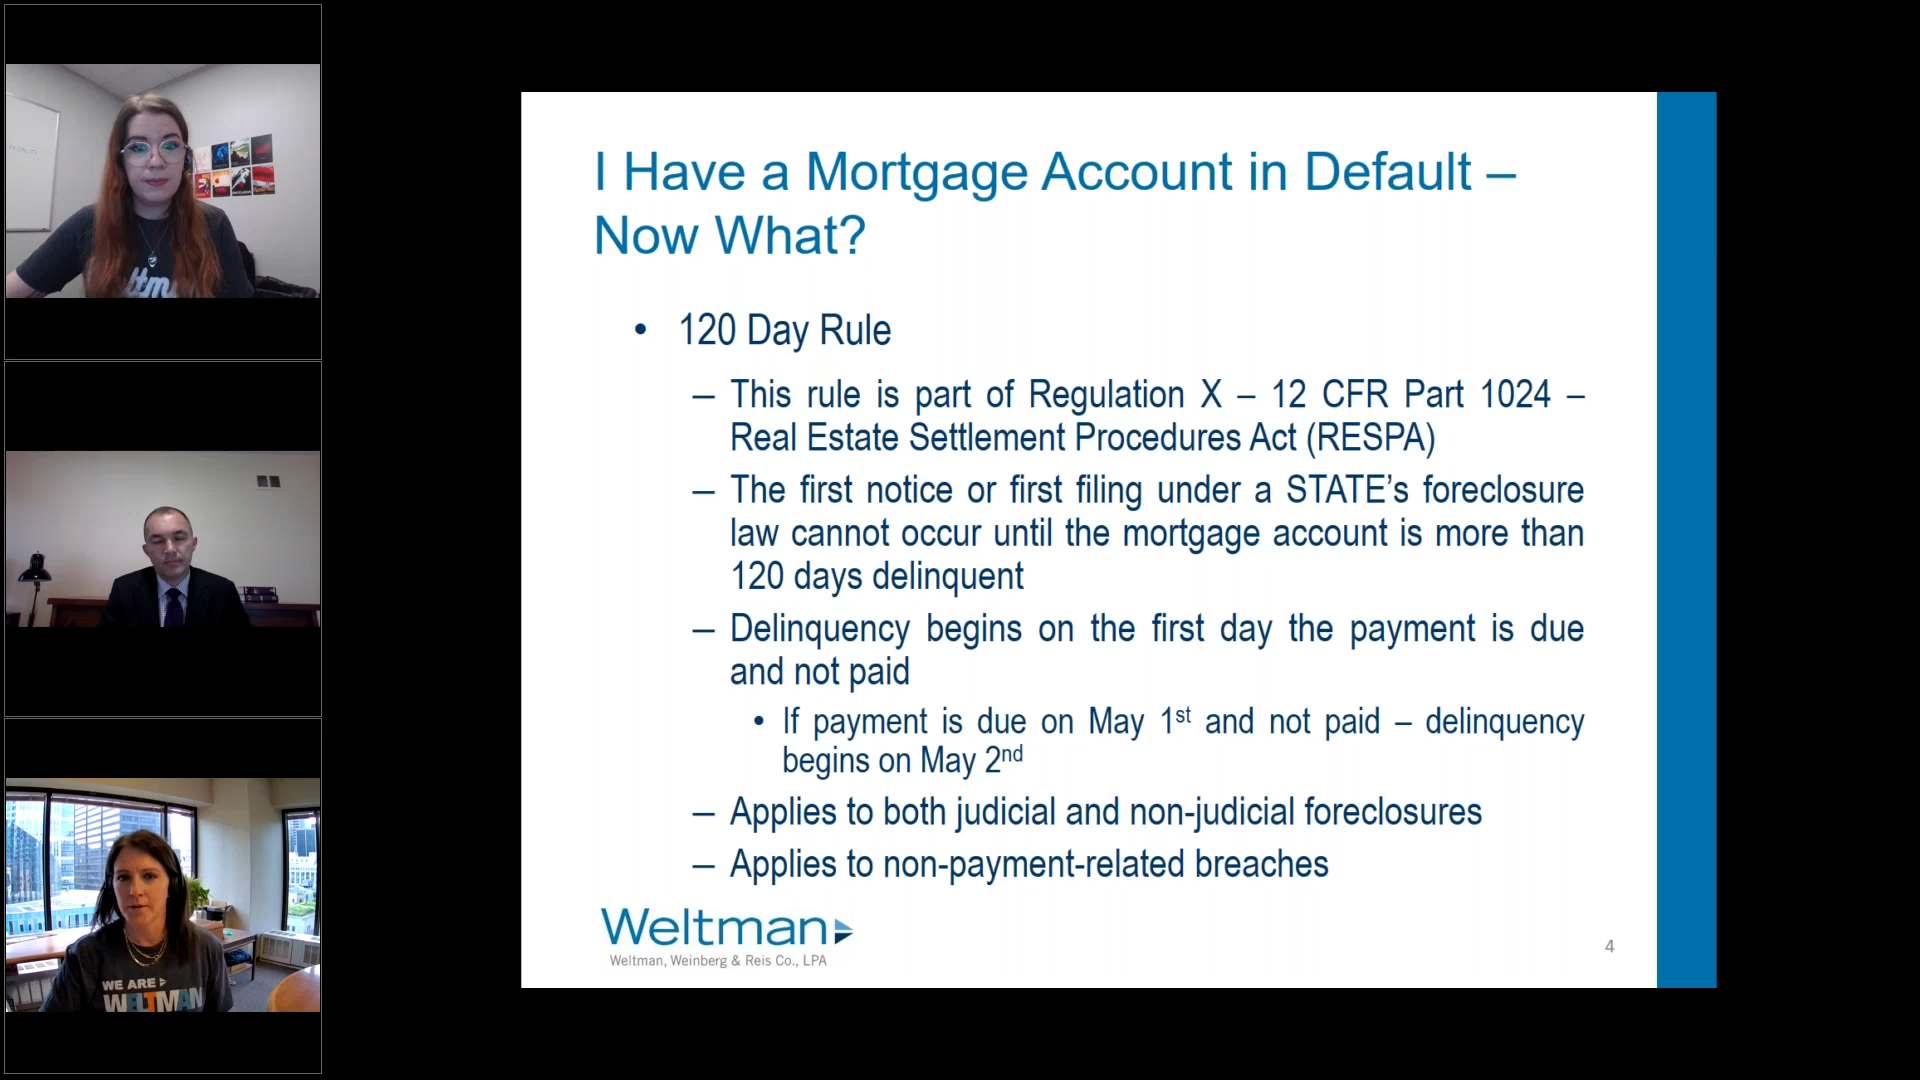 I Have a Mortgage Account in Default –
Now What?
• 120 Day Rule
– This rule is part of Regulation X – 12 CFR Part 1024 –
Real Estate Settlement Procedures Act (RESPA)
– The first notice or first filing under a STATE’s foreclosure
law cannot occur until the mortgage account is more than
120 days delinquent
– Delinquency begins on the first day the payment is due
and not paid
• If payment is due on May 1st and not paid – delinquency
begins on May 2nd
– Applies to both judicial and non-judicial foreclosures
– Applies to non-payment-related breaches
Weltman
Weltman, Weinberg & Reis Co., LPA
4
WE ARE
WELTMAN